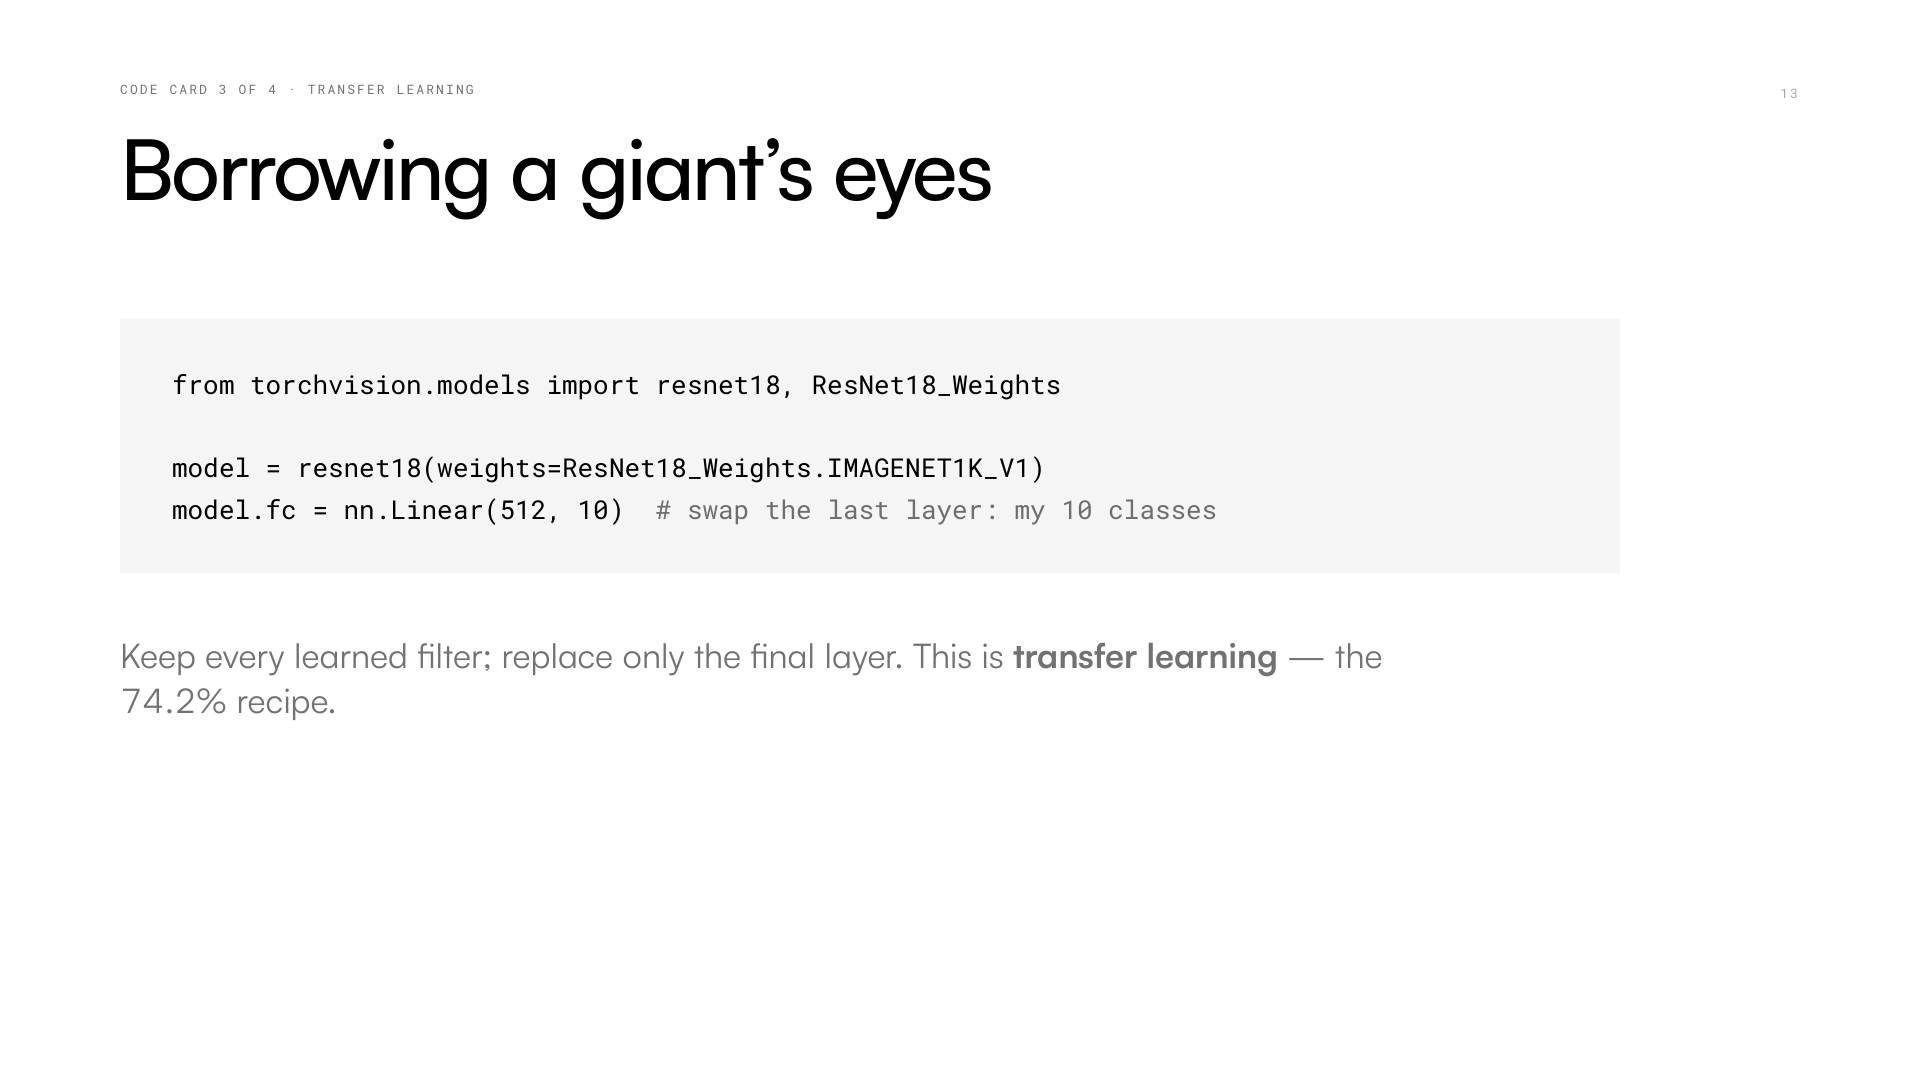 CODE CARD 3 OF 4 · TRANSFER LEARNING
13
Borrowing a giant’s eyes
from torchvision.models import resnet18, ResNet18_Weights
model = resnet18(weights=ResNet18_Weights.IMAGENET1K_V1)
model.fc = nn.Linear(512, 10)  # swap the last layer: my 10 classes
Keep every learned filter; replace only the final layer. This is transfer learning — the
74.2% recipe.